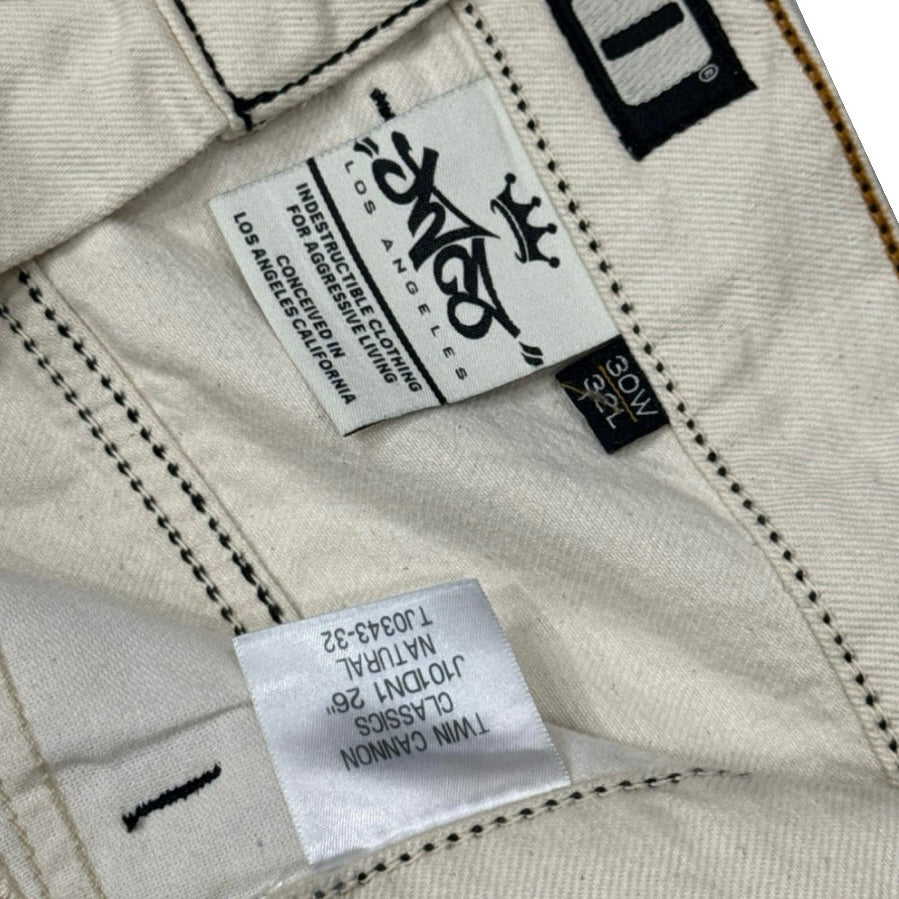 JNCO
LOS ANGELES
INDESTRUCTIBLE CLOTHING
FOR AGGRESSIVE LIVING
CONCEIVED IN
LOS ANGELES CALIFORNIA
30W
32L
®
TWIN CANNON
CLASSICS
J101DN1 26"
NATURAL
TJ0343-32